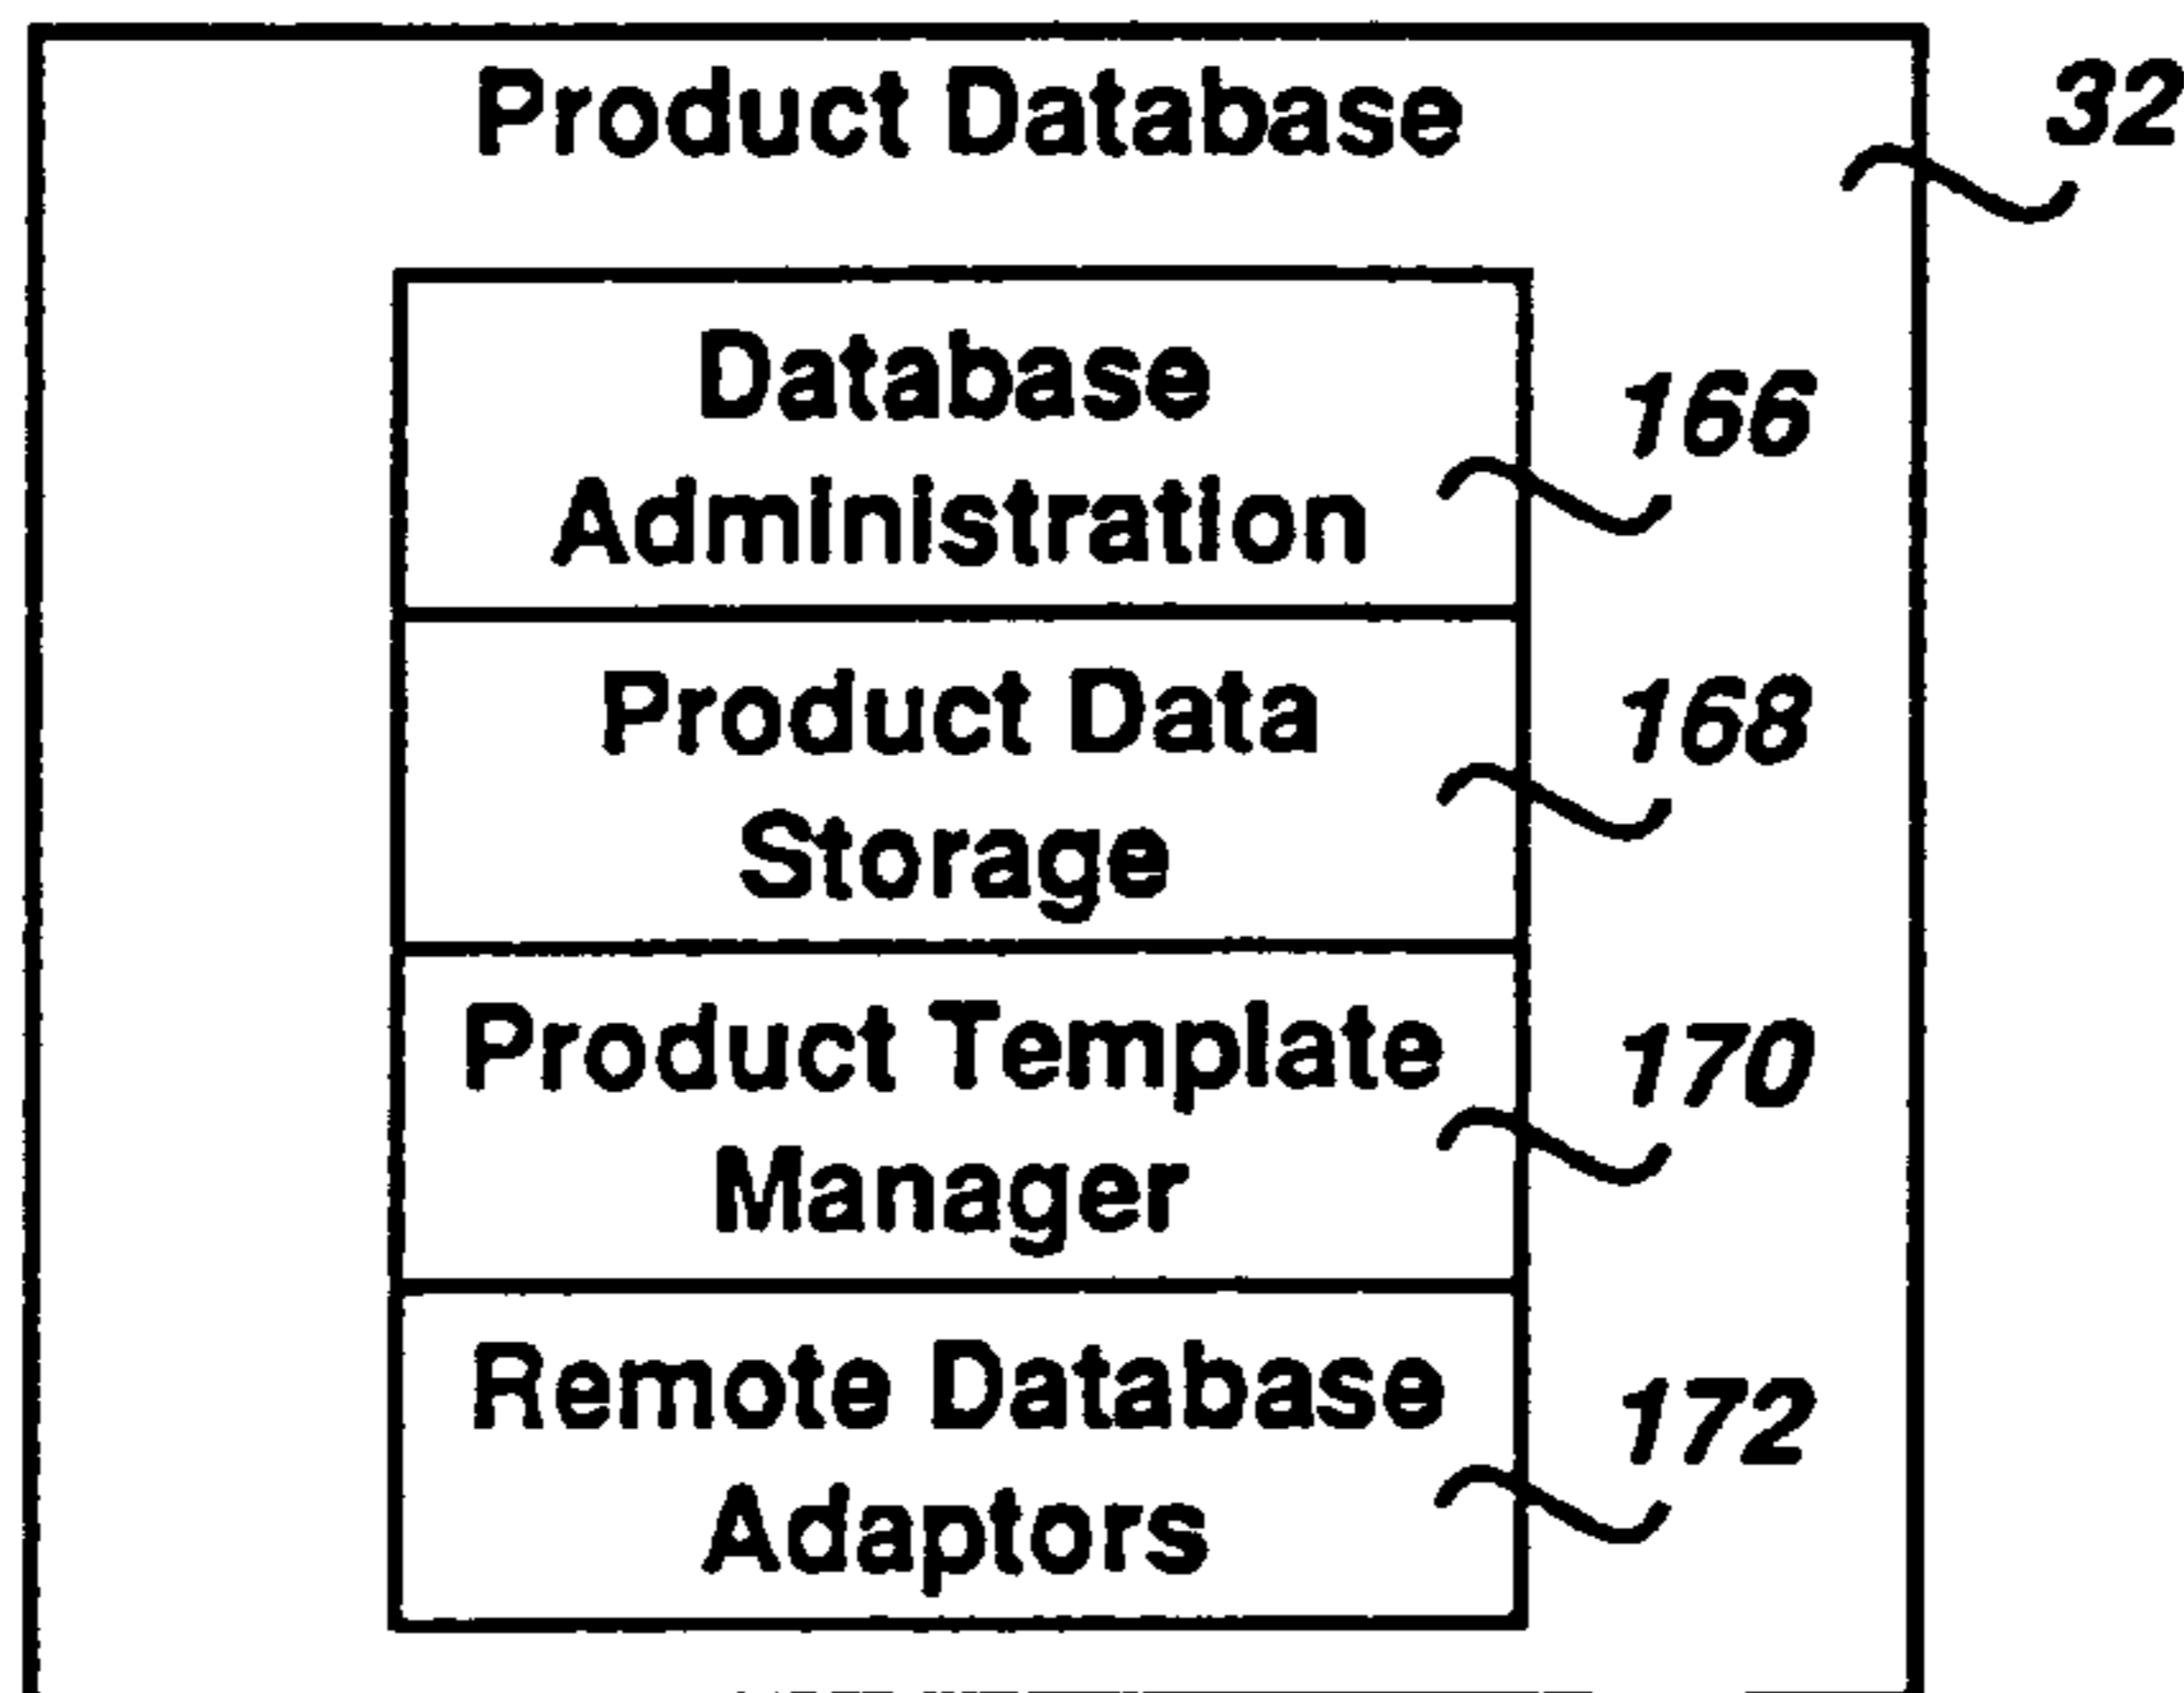 Product Database
32
Database
Administration
166
Product Data
Storage
168
Product Template
Manager
170
Remote Database
Adaptors
172